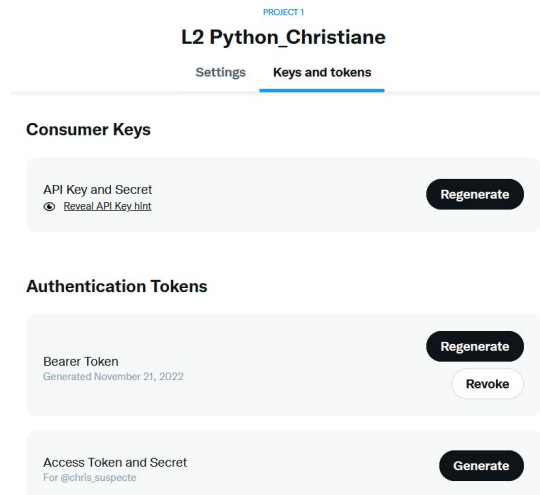 PROJECT 1
L2 Python_Christiane
Settings Keys and tokens
Consumer Keys
API Key and Secret
Regenerate
Reveal API Key hint
Authentication Tokens
Regenerate
Bearer Token
Generated November 21, 2022
Revoke
Access Token and Secret
Generate
For @chris_suspecte